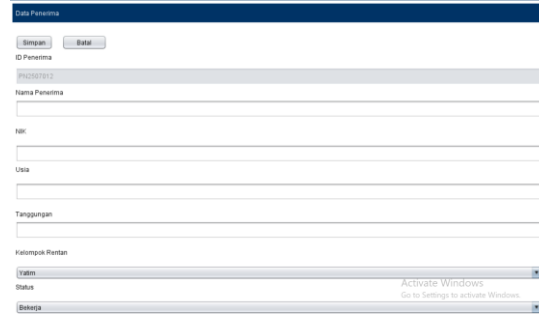 Data Penerima
Simpan Batal
ID Penerima
PN2507812
Nama Penerima
NIK
Usia
Tanggungan
Kelompok Rentan
Yatim
Status
Activate Windows
Go to Settings to activate Windows.
Bekerja